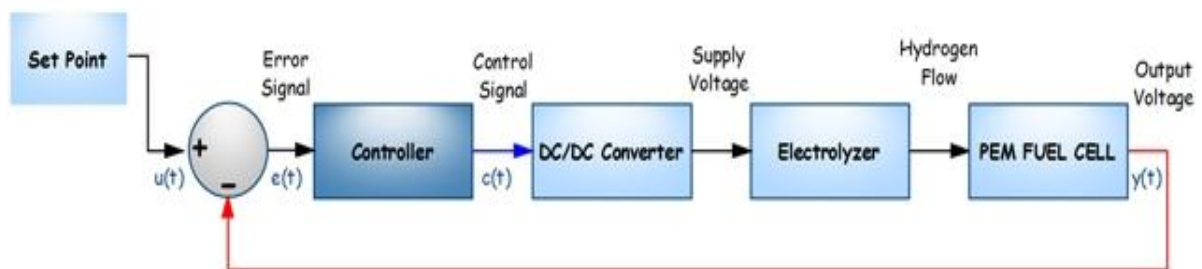 Set Point
Error
Signal
Control
Signal
Supply
Voltage
Hydrogen
Flow
Output
Voltage
+
Controller
DC/DC Converter
Electrolyzer
PEM FUEL CELL
u(t)
-
e(t)
c(t)
y(t)